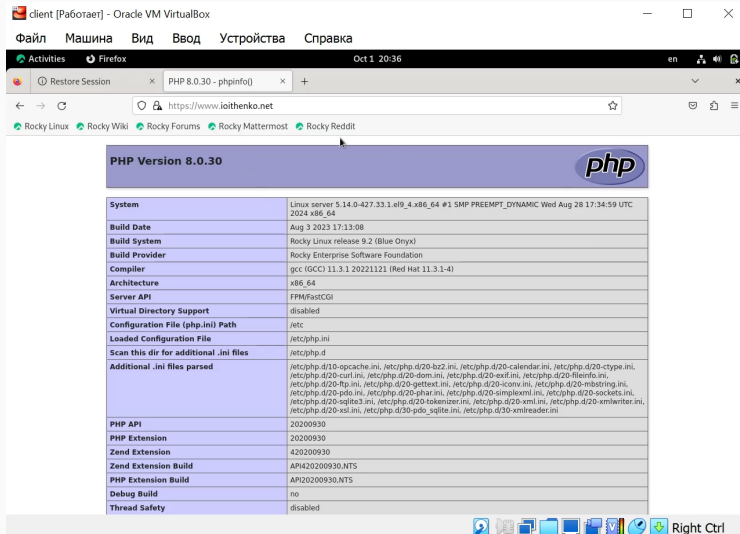 client [Работает] - Oracle VM VirtualBox
Файл Машина Вид Ввод Устройства Справка
Activities Firefox Oct 1 20:36 en
Restore Session PHP 8.0.30 - phpinfo()
https://www.ioithenko.net
Rocky Linux Rocky Wiki Rocky Forums Rocky Mattermost Rocky Reddit
PHP Version 8.0.30
php
System Linux server 5.14.0-427.33.1.el9_4.x86_64 #1 SMP PREEMPT_DYNAMIC Wed Aug 28 17:34:59 UTC
2024 x86_64
Build Date Aug 3 2023 17:13:08
Build System Rocky Linux release 9.2 (Blue Onyx)
Build Provider Rocky Enterprise Software Foundation
Compiler gcc (GCC) 11.3.1 20221121 (Red Hat 11.3.1-4)
Architecture x86_64
Server API FPM/FastCGI
Virtual Directory Support disabled
Configuration File (php.ini) Path /etc
Loaded Configuration File /etc/php.ini
Scan this dir for additional .ini files /etc/php.d
Additional .ini files parsed /etc/php.d/10-opcache.ini, /etc/php.d/20-bz2.ini, /etc/php.d/20-calendar.ini, /etc/php.d/20-ctype.ini,
/etc/php.d/20-curl.ini, /etc/php.d/20-dom.ini, /etc/php.d/20-exif.ini, /etc/php.d/20-fileinfo.ini,
/etc/php.d/20-ftp.ini, /etc/php.d/20-gettext.ini, /etc/php.d/20-iconv.ini, /etc/php.d/20-mbstring.ini,
/etc/php.d/20-pdo.ini, /etc/php.d/20-phar.ini, /etc/php.d/20-simplexml.ini, /etc/php.d/20-sockets.ini,
/etc/php.d/20-sqlite3.ini, /etc/php.d/20-tokenizer.ini, /etc/php.d/20-xml.ini, /etc/php.d/20-xmlwriter.ini,
/etc/php.d/20-xsl.ini, /etc/php.d/30-pdo_sqlite.ini, /etc/php.d/30-xmlreader.ini
PHP API 20200930
PHP Extension 20200930
Zend Extension 420200930
Zend Extension Build API420200930,NTS
PHP Extension Build API20200930,NTS
Debug Build no
Thread Safety disabled
Right Ctrl